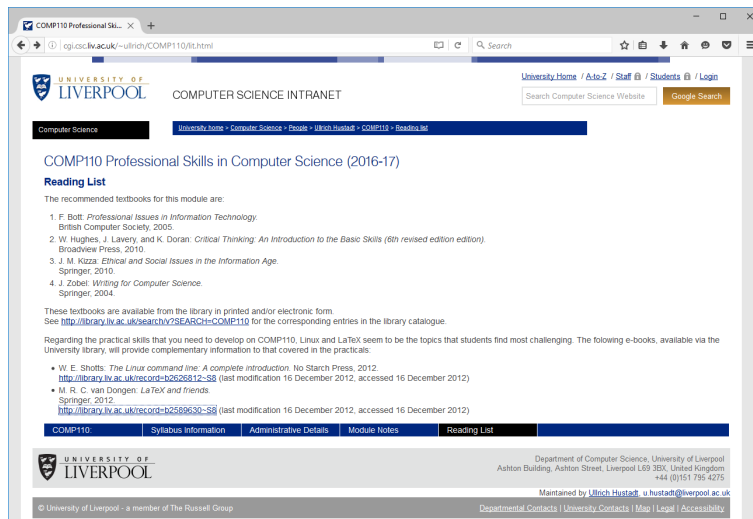 COMP110 Professional Ski...
cgi.csc.liv.ac.uk/~ullrich/COMP110/lit.html
Search
UNIVERSITY OF
LIVERPOOL
COMPUTER SCIENCE INTRANET
University Home / A-to-Z / Staff / Students / Login
Search Computer Science Website
Google Search
Computer Science
University home > Computer Science > People > Ullrich Hustadt > COMP110 > Reading list
COMP110 Professional Skills in Computer Science (2016-17)
Reading List
The recommended textbooks for this module are:
1. F. Bott: Professional Issues in Information Technology.
British Computer Society, 2005.
2. W. Hughes, J. Lavery, and K. Doran: Critical Thinking: An Introduction to the Basic Skills (6th revised edition edition).
Broadview Press, 2010.
3. J. M. Kizza: Ethical and Social Issues in the Information Age.
Springer, 2010.
4. J. Zobel: Writing for Computer Science.
Springer, 2004.
These textbooks are available from the library in printed and/or electronic form.
See http://library.liv.ac.uk/search/v?SEARCH=COMP110 for the corresponding entries in the library catalogue.
Regarding the practical skills that you need to develop on COMP110, Linux and LaTeX seem to be the topics that students find most challenging. The folowing e-books, available via the
University library, will provide complementary information to that covered in the practicals:
• W. E. Shotts: The Linux command line: A complete introduction. No Starch Press, 2012.
http://library.liv.ac.uk/record=b2626812~S8 (last modification 16 December 2012, accessed 16 December 2012)
• M. R. C. van Dongen: LaTeX and friends.
Springer, 2012.
http://library.liv.ac.uk/record=b2589630~S8 (last modification 16 December 2012, accessed 16 December 2012)
COMP110: Syllabus Information Administrative Details Module Notes Reading List
UNIVERSITY OF
LIVERPOOL
Department of Computer Science, University of Liverpool
Ashton Building, Ashton Street, Liverpool L69 3BX, United Kingdom
+44 (0)151 795 4275
Maintained by Ullrich Hustadt, u.hustadt@liverpool.ac.uk
© University of Liverpool - a member of The Russell Group
Departmental Contacts | University Contacts | Map | Legal | Accessibility